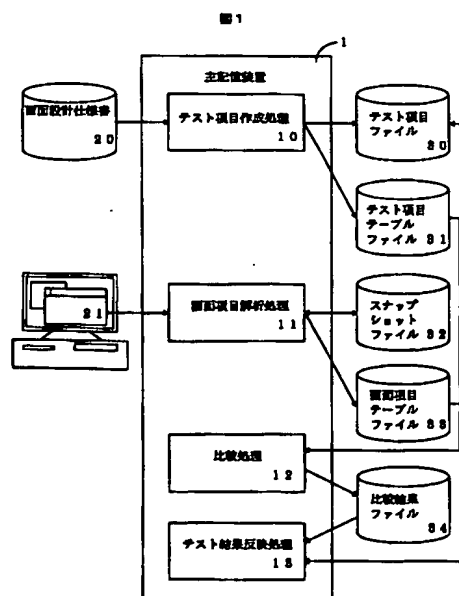 図1
1
主記憶装置
画面設計仕様書
20
テスト項目作成処理
10
テスト項目
ファイル
30
テスト項目
テーブル
ファイル 31
21
画面項目解析処理
11
スナップ
ショット
ファイル 32
画面項目
テーブル
ファイル 33
比較処理
12
比較結果
ファイル
34
テスト結果反映処理
13